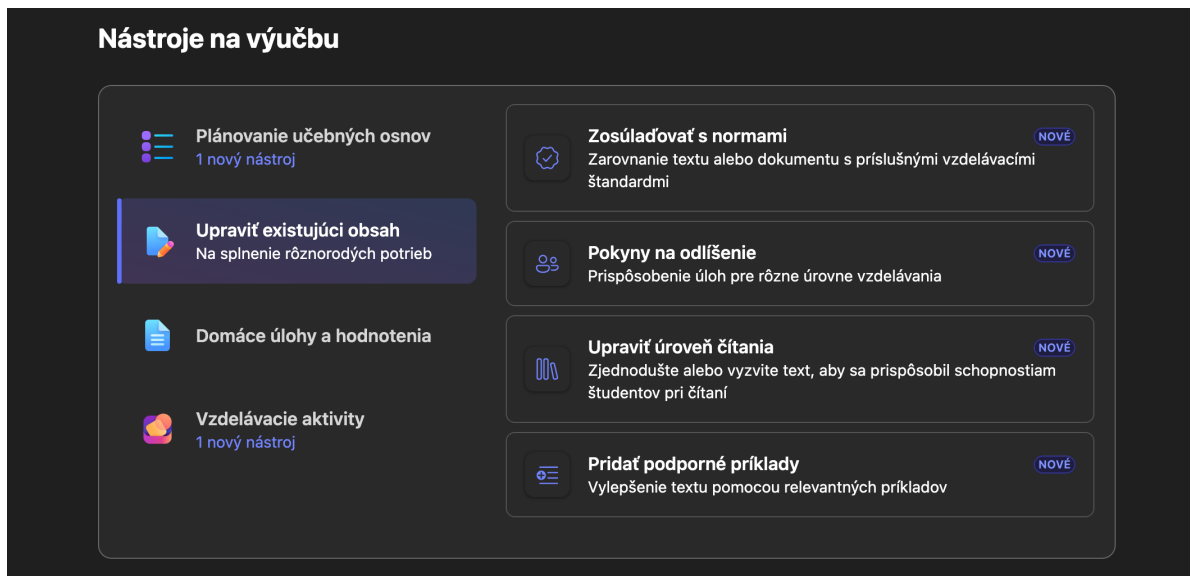 Nástroje na výučbu
Plánovanie učebných osnov
1 nový nástroj
Upraviť existujúci obsah
Na splnenie rôznorodých potrieb
Domáce úlohy a hodnotenia
Vzdelávacie aktivity
1 nový nástroj
Zosúlaďovať s normami
NOVÉ
Zarovnanie textu alebo dokumentu s príslušnými vzdelávacími
štandardmi
Pokyny na odlíšenie
NOVÉ
Prispôsobenie úloh pre rôzne úrovne vzdelávania
Upraviť úroveň čítania
NOVÉ
Zjednodušte alebo vyzvite text, aby sa prispôsobil schopnostiam
študentov pri čítaní
Pridať podporné príklady
NOVÉ
Vylepšenie textu pomocou relevantných príkladov